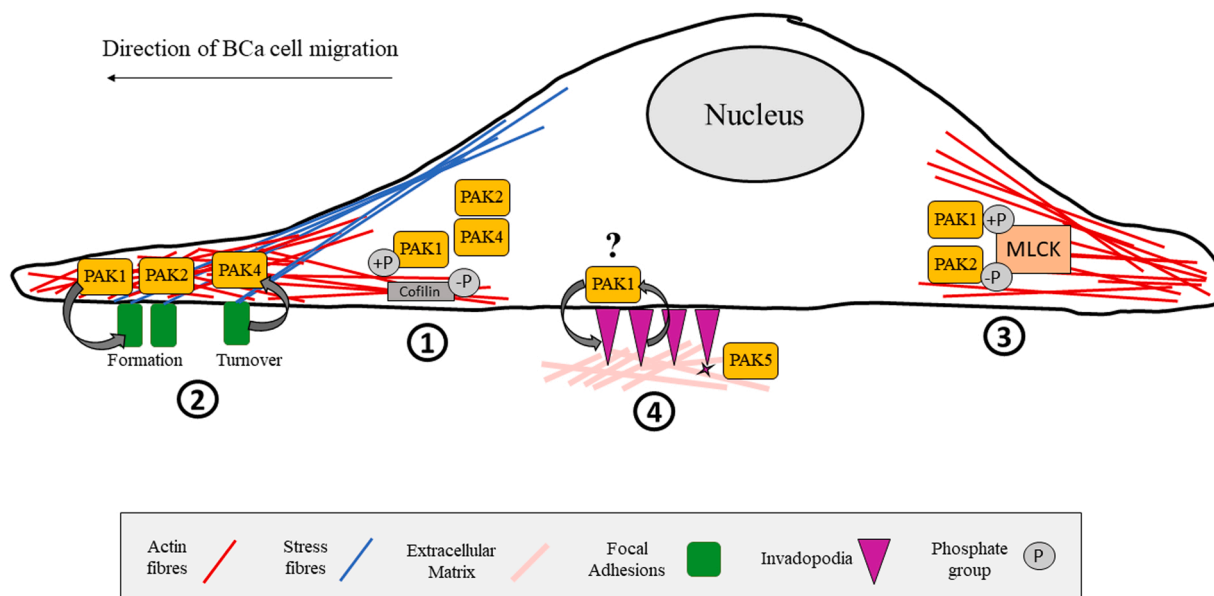 Direction of BCa cell migration
Nucleus
PAK2
PAK4
PAK1
+P
-P
Cofilin
PAK1
PAK2
PAK4
Formation
Turnover
1
2
?
PAK1
PAK5
4
PAK1
+P
MLCK
PAK2
-P
3
Actin
fibres
Stress
fibres
Extracellular
Matrix
Focal
Adhesions
Invadopodia
Phosphate
group
P